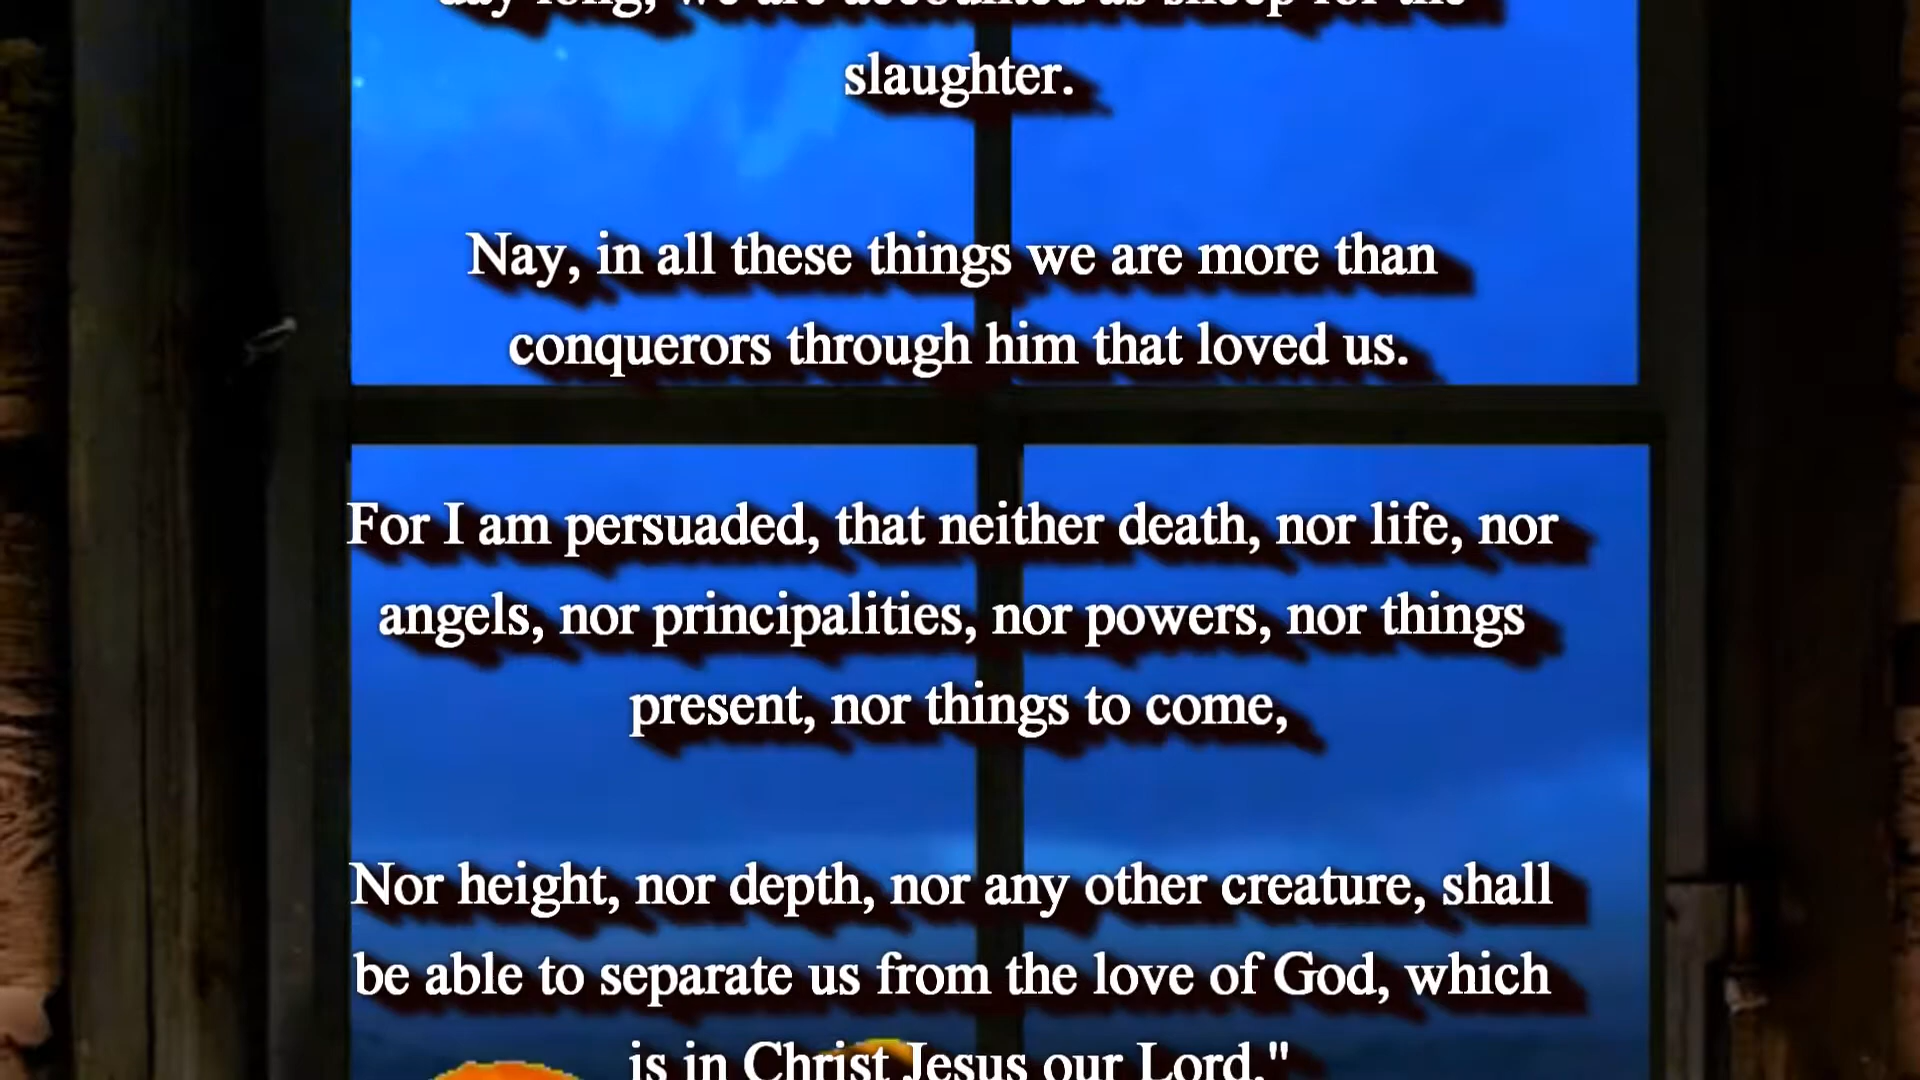 day long; we are accounted as sheep for the
slaughter.
Nay, in all these things we are more than
conquerors through him that loved us.
For I am persuaded, that neither death, nor life, nor
angels, nor principalities, nor powers, nor things
present, nor things to come,
Nor height, nor depth, nor any other creature, shall
be able to separate us from the love of God, which
is in Christ Jesus our Lord."